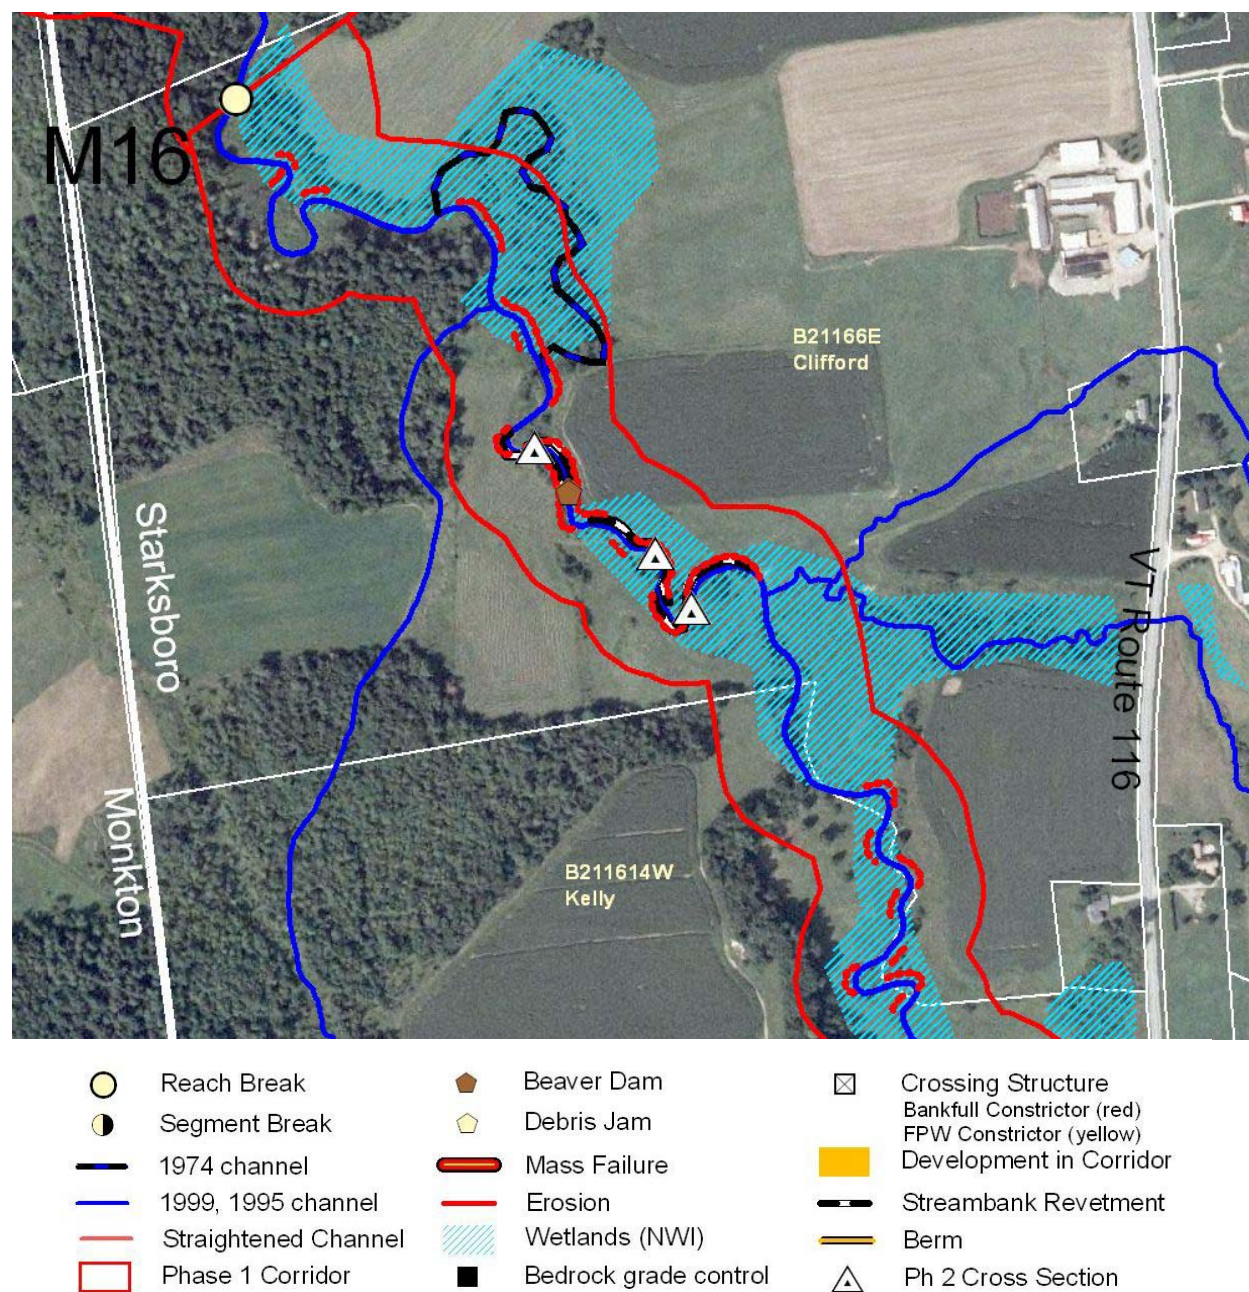 M16
B21166E
Clifford
Starksboro
VT Route 116
Monkton
B211614W
Kelly
Reach Break
Segment Break
1974 channel
1999, 1995 channel
Straightened Channel
Phase 1 Corridor
Beaver Dam
Debris Jam
Mass Failure
Erosion
Wetlands (NWI)
Bedrock grade control
Crossing Structure
Bankfull Constrictor (red)
FPW Constrictor (yellow)
Development in Corridor
Streambank Revetment
Berm
Ph 2 Cross Section